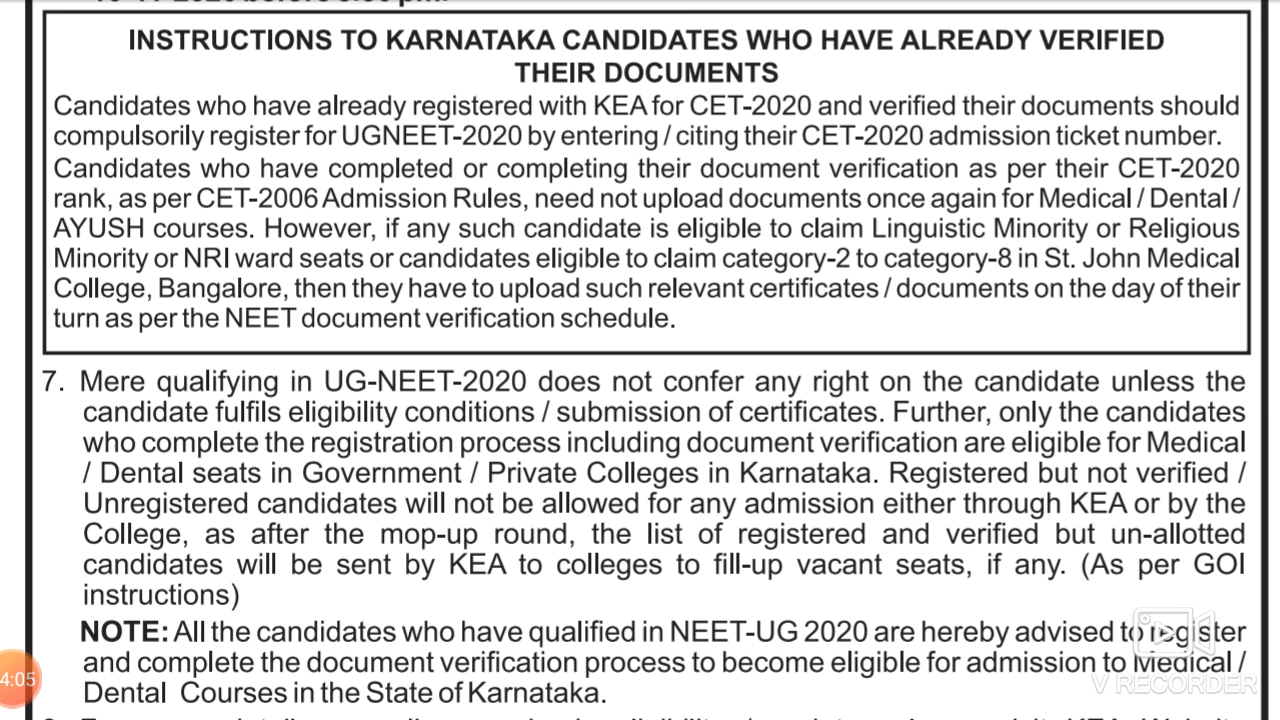 INSTRUCTIONS TO KARNATAKA CANDIDATES WHO HAVE ALREADY VERIFIED
THEIR DOCUMENTS
Candidates who have already registered with KEA for CET-2020 and verified their documents should
compulsorily register for UGNEET-2020 by entering / citing their CET-2020 admission ticket number.
Candidates who have completed or completing their document verification as per their CET-2020
rank, as per CET-2006 Admission Rules, need not upload documents once again for Medical / Dental /
AYUSH courses. However, if any such candidate is eligible to claim Linguistic Minority or Religious
Minority or NRI ward seats or candidates eligible to claim category-2 to category-8 in St. John Medical
College, Bangalore, then they have to upload such relevant certificates / documents on the day of their
turn as per the NEET document verification schedule.
7. Mere qualifying in UG-NEET-2020 does not confer any right on the candidate unless the
candidate fulfils eligibility conditions / submission of certificates. Further, only the candidates
who complete the registration process including document verification are eligible for Medical
/ Dental seats in Government / Private Colleges in Karnataka. Registered but not verified /
Unregistered candidates will not be allowed for any admission either through KEA or by the
College, as after the mop-up round, the list of registered and verified but un-allotted
candidates will be sent by KEA to colleges to fill-up vacant seats, if any. (As per GOI
instructions)
NOTE: All the candidates who have qualified in NEET-UG 2020 are hereby advised to register
and complete the document verification process to become eligible for admission to Medical /
4:05
V RECORDER
Dental Courses in the State of Karnataka.